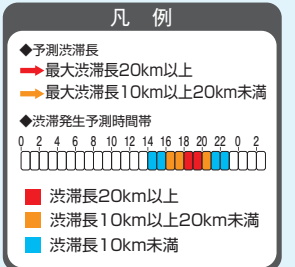 凡 例
◆予測渋滞長
最大渋滞長20km以上
最大渋滞長10km以上20km未満
◆渋滞発生予測時間帯
0 2 4 6 8 10 12 14 16 18 20 22 0 2
渋滞長20km以上
渋滞長10km以上20km未満
渋滞長10km未満